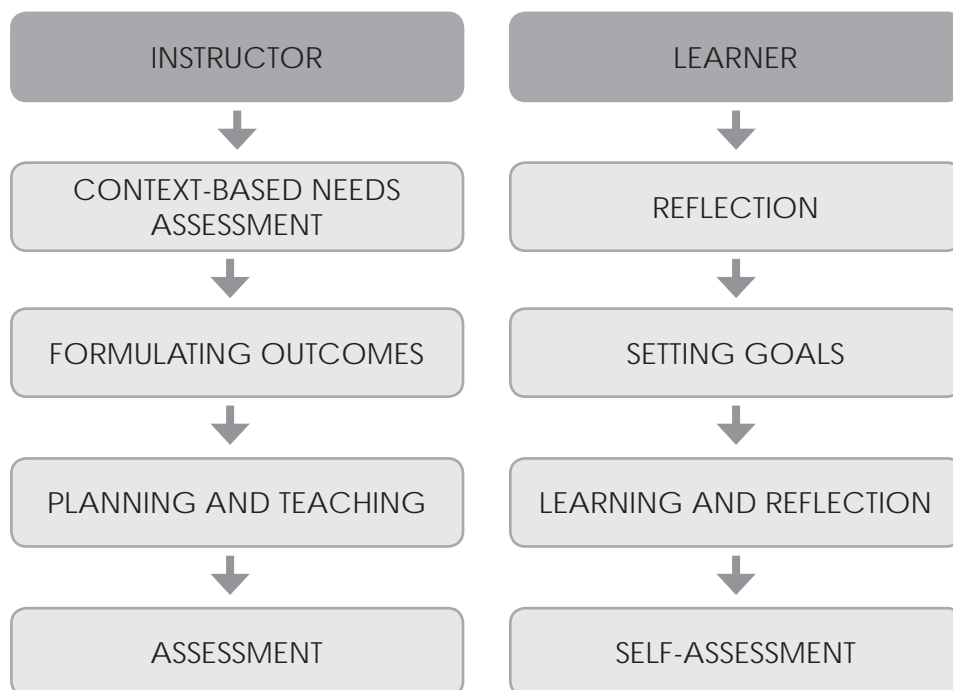 INSTRUCTOR
CONTEXT-BASED NEEDS
ASSESSMENT
FORMULATING OUTCOMES
PLANNING AND TEACHING
ASSESSMENT
LEARNER
REFLECTION
SETTING GOALS
LEARNING AND REFLECTION
SELF-ASSESSMENT